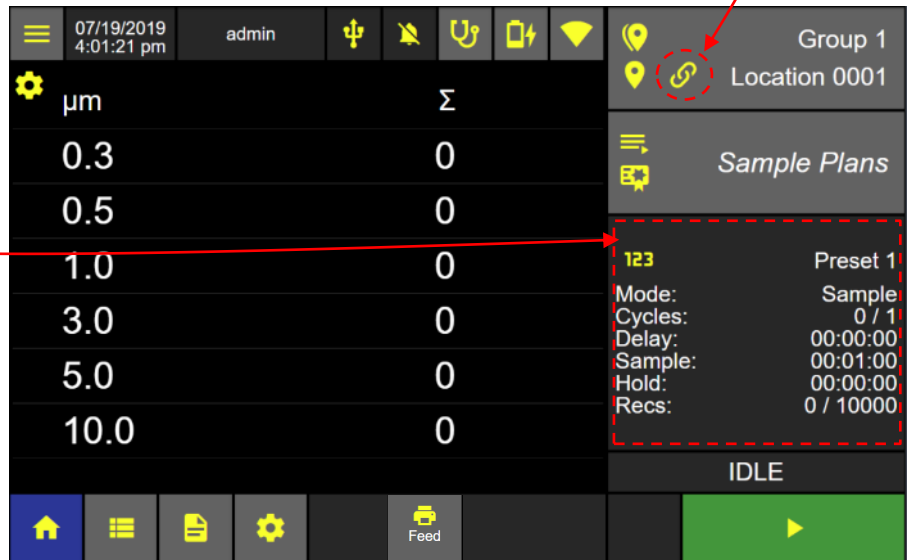 07/19/2019
4:01:21 pm
admin
Group 1
Location 0001
µm Σ
0.3 0
0.5 0
1.0 0
3.0 0
5.0 0
10.0 0
Sample Plans
123 Preset 1
Mode: Sample
Cycles: 0 / 1
Delay: 00:00:00
Sample: 00:01:00
Hold: 00:00:00
Recs: 0 / 10000
IDLE
Feed